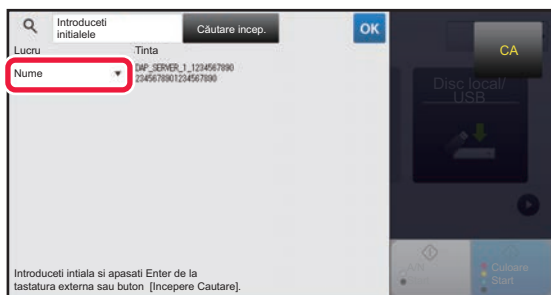 Introduceti
initialele
Căutare incep.
OK
CA
Lucru
Tinta
Nume
DAP_SERVER_1_1234567890
2345678901234567890
Disc local/
USB
Culoare
Start
Introduceti intiala si apasati Enter de la
tastatura externa sau buton [Incepere Cautare].